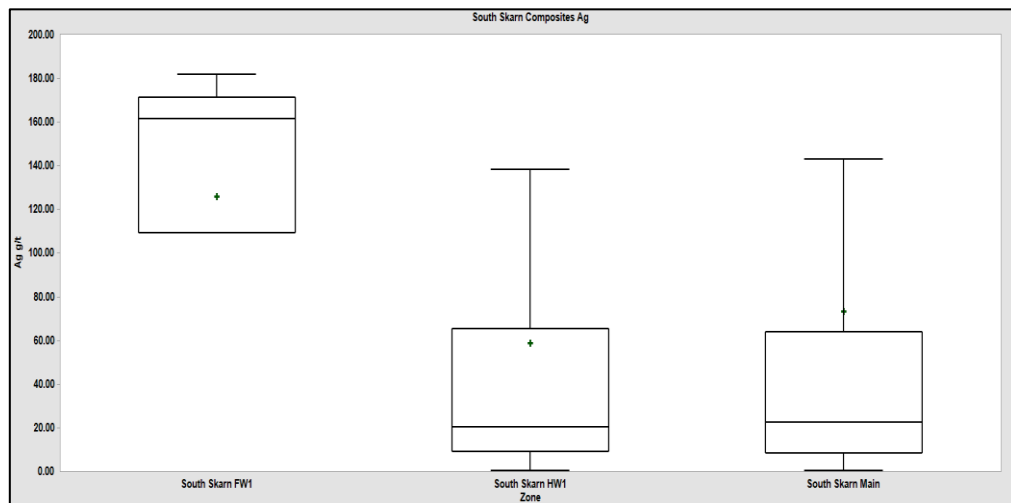 South Skarn Composites Ag
200.00
180.00
160.00
140.00
120.00
100.00
80.00
60.00
40.00
20.00
0.00
Ag g/t
South Skarn FW1 South Skarn HW1 South Skarn Main
Zone